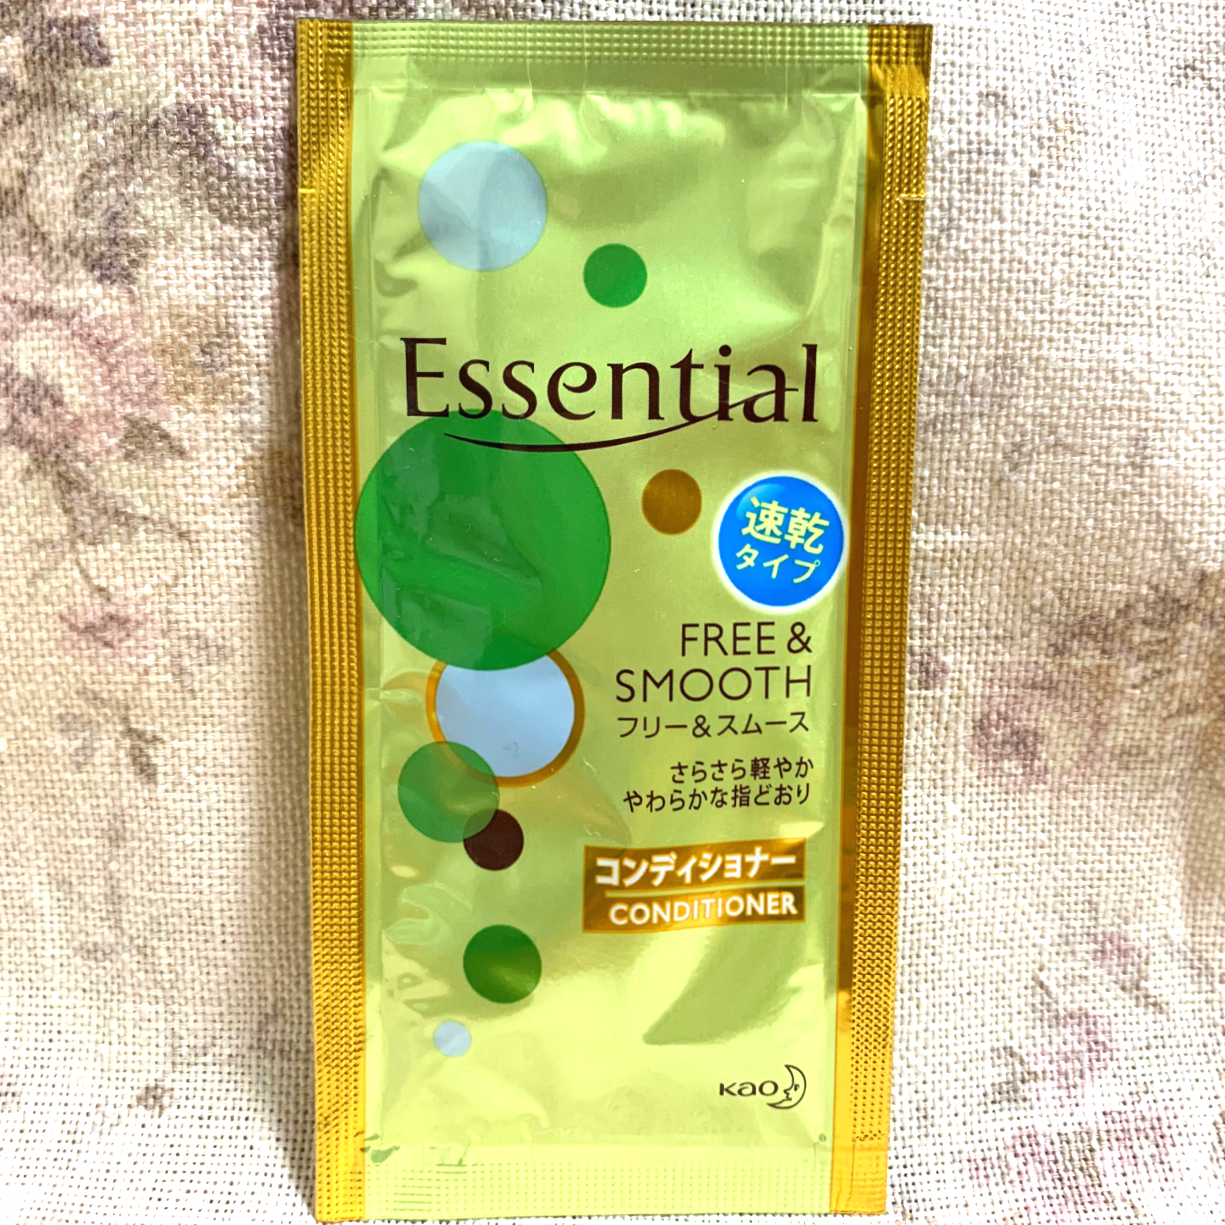 Essential
速乾
タイプ
FREE &
SMOOTH
フリー＆スムース
さらさら軽やか
やわらかな指どおり
コンディショナー
CONDITIONER
Kao